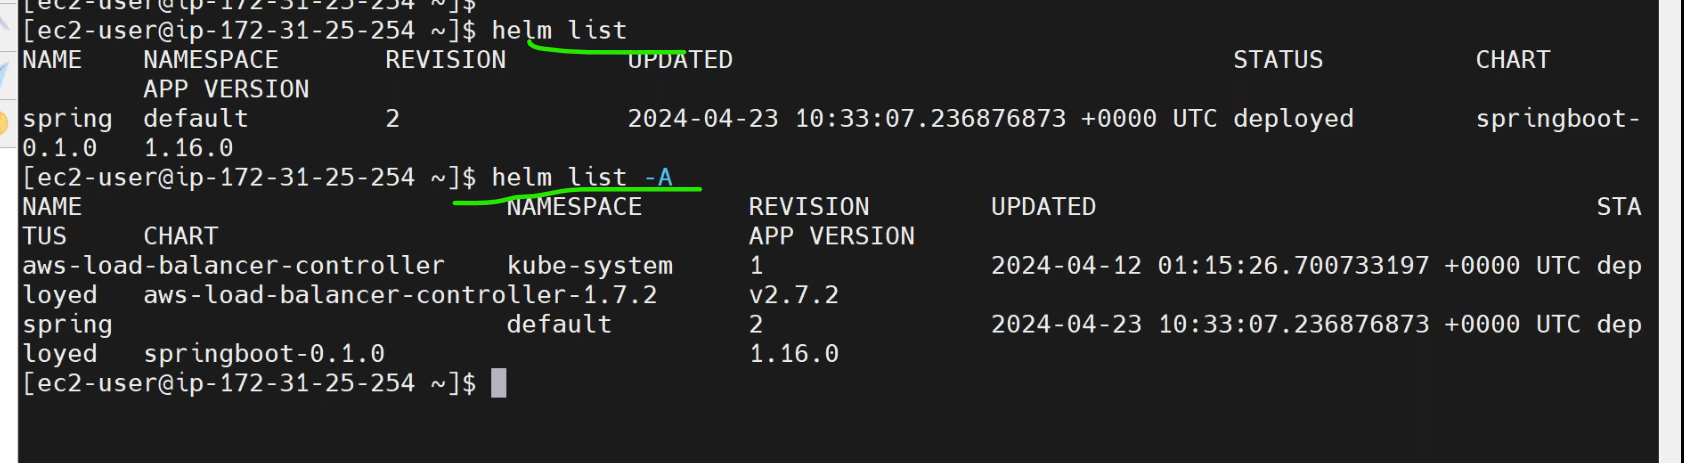 [ec2-user@ip-172-31-25-254 ~]$
[ec2-user@ip-172-31-25-254 ~]$ helm list
NAME    NAMESPACE       REVISION        UPDATED                                 STATUS          CHART
        APP VERSION
spring  default         2               2024-04-23 10:33:07.236876873 +0000 UTC deployed        springboot-
0.1.0   1.16.0
[ec2-user@ip-172-31-25-254 ~]$ helm list -A
NAME                            NAMESPACE       REVISION        UPDATED                                 STA
TUS     CHART                                   APP VERSION
aws-load-balancer-controller    kube-system     1               2024-04-12 01:15:26.700733197 +0000 UTC dep
loyed   aws-load-balancer-controller-1.7.2      v2.7.2
spring                          default         2               2024-04-23 10:33:07.236876873 +0000 UTC dep
loyed   springboot-0.1.0                        1.16.0
[ec2-user@ip-172-31-25-254 ~]$